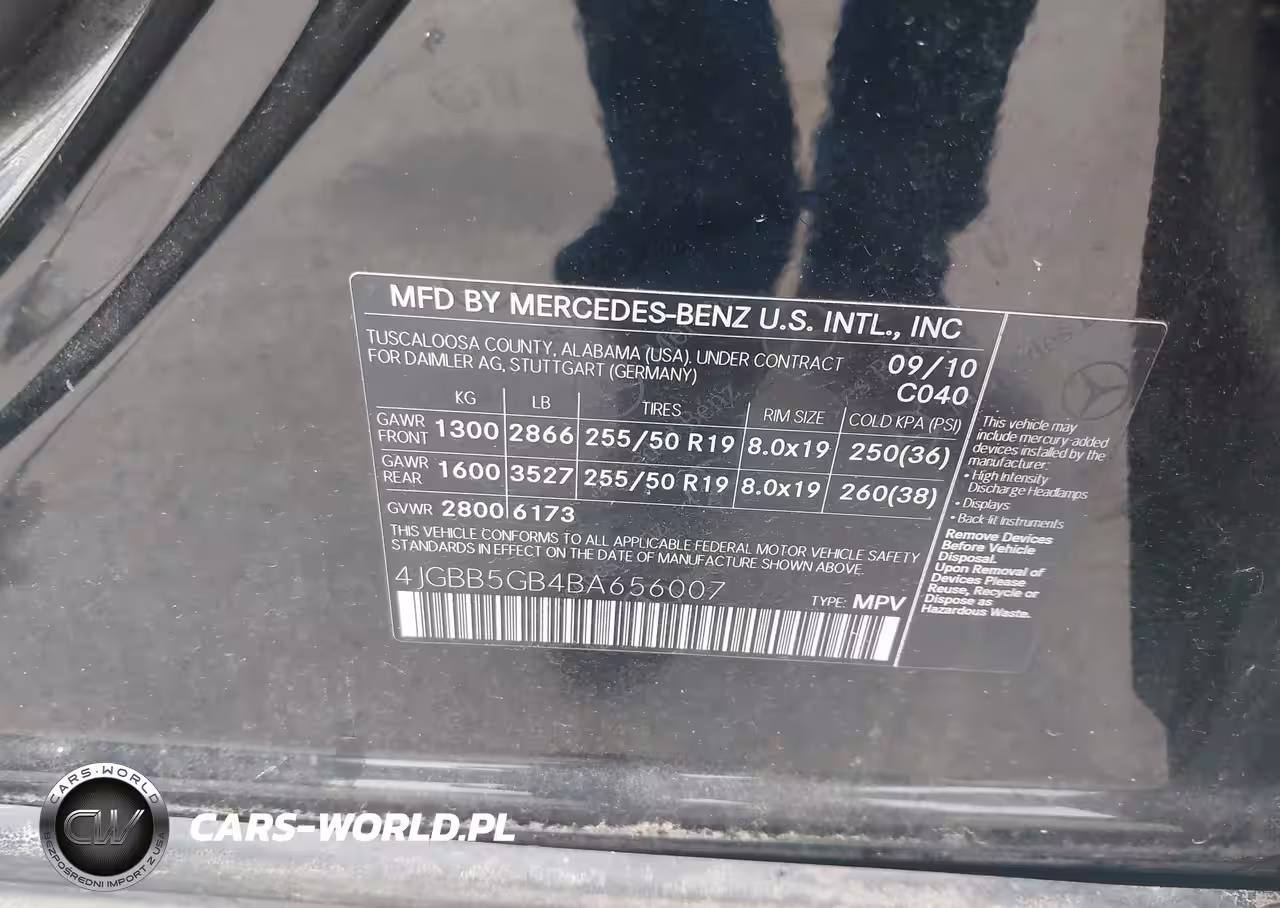 MFD BY MERCEDES-BENZ U.S. INTL., INC
TUSCALOOSA COUNTY, ALABAMA (USA), UNDER CONTRACT
FOR DAIMLER AG, STUTTGART (GERMANY)
09/10
C040
KG LB TIRES RIM SIZE COLD KPA (PSI)
GAWR FRONT 1300 2866 255/50 R19 8.0x19 250(36)
GAWR REAR 1600 3527 255/50 R19 8.0x19 260(38)
GVWR 2800 6173
THIS VEHICLE CONFORMS TO ALL APPLICABLE FEDERAL MOTOR VEHICLE SAFETY
STANDARDS IN EFFECT ON THE DATE OF MANUFACTURE SHOWN ABOVE.
4JGBB5GB4BA656007
TYPE: MPV
This vehicle may
include mercury-added
devices installed by the
manufacturer:
• High Intensity
Discharge Headlamps
• Displays
• Back-lit Instruments
Remove Devices
Before Vehicle
Disposal.
Upon Removal of
Devices Please
Reuse, Recycle or
Dispose as
Hazardous Waste.
CARS-WORLD
CW
BEZPOŚREDNI IMPORT Z USA
CARS-WORLD.PL